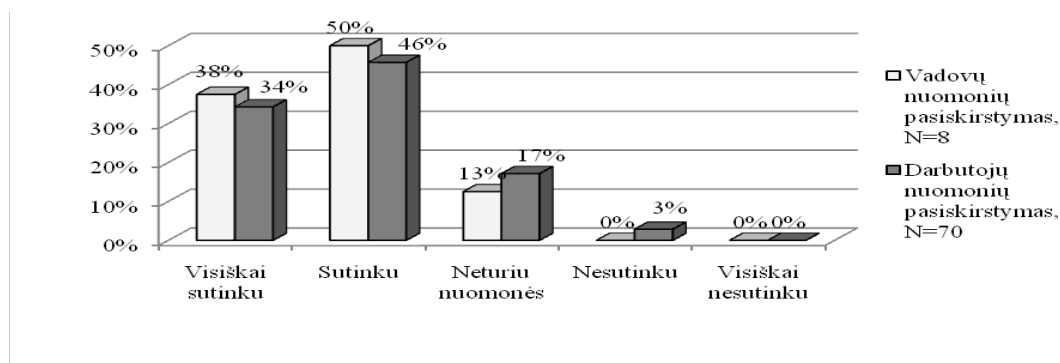 50%
40%
30%
20%
10%
0%
38%
34%
50%
46%
13%
17%
0%
3%
0%
0%
Visiškai
sutinku
Sutinku
Neturiu
nuomonės
Nesutinku
Visiškai
nesutinku
Vadovų
nuomonių
pasiskirstymas,
N=8
Darbutojų
nuomonių
pasiskirstymas,
N=70